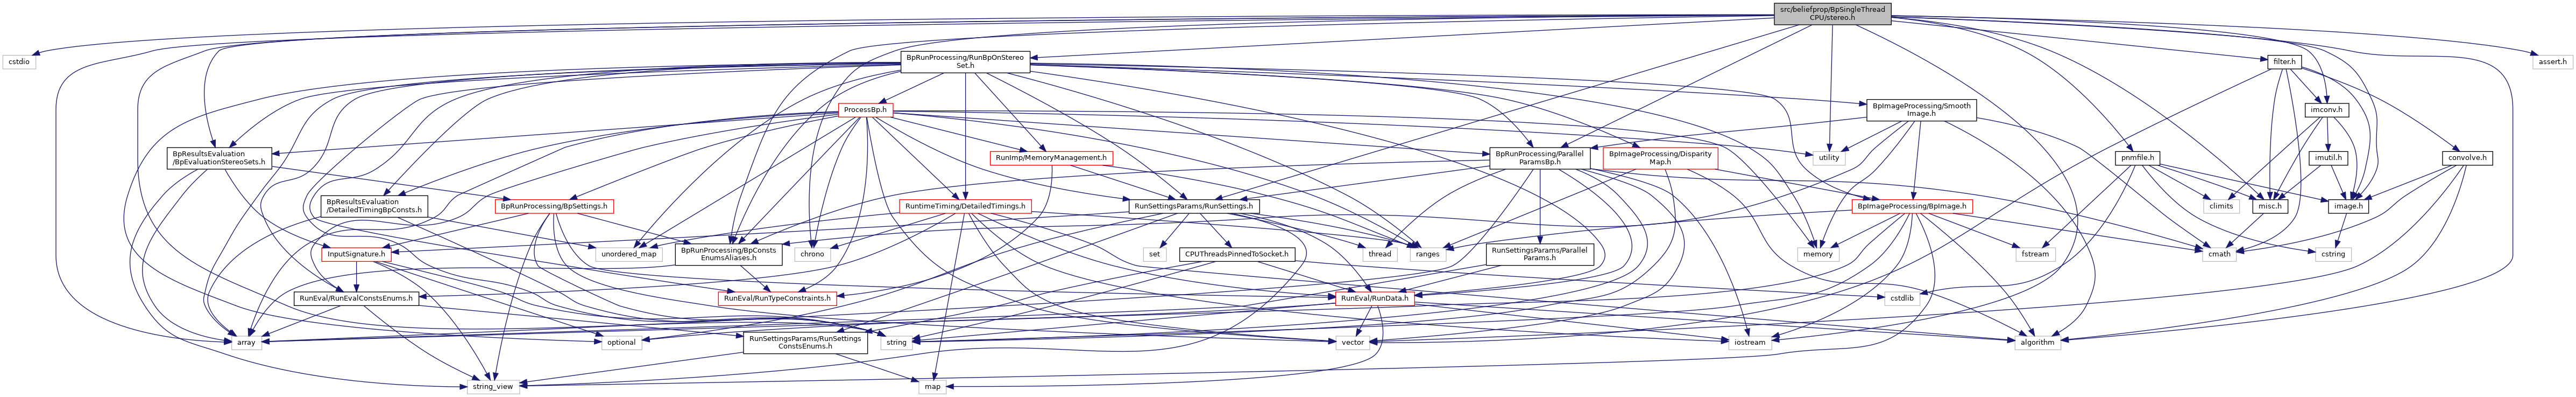 src/beliefprop/BpSingleThread
CPU/stereo.h
cstdio
BpRunProcessing/RunBpOnStereo
Set.h
filter.h
assert.h
ProcessBp.h
BpImageProcessing/Smooth
Image.h
imconv.h
BpResultsEvaluation
/BpEvaluationStereoSets.h
RunImp/MemoryManagement.h
utility
BpRunProcessing/Parallel
ParamsBp.h
BpImageProcessing/Disparity
Map.h
pnmfile.h
imutil.h
convolve.h
BpResultsEvaluation
/DetailedTimingBpConsts.h
BpRunProcessing/BpSettings.h
RuntimeTiming/DetailedTimings.h
RunSettingsParams/RunSettings.h
BpImageProcessing/BpImage.h
climits
misc.h
image.h
InputSignature.h
unordered_map
BpRunProcessing/BpConsts
EnumsAliases.h
chrono
set
CPUThreadsPinnedToSocket.h
thread
ranges
RunSettingsParams/Parallel
Params.h
memory
fstream
cmath
cstring
RunEval/RunEvalConstsEnums.h
RunEval/RunTypeConstraints.h
RunEval/RunData.h
cstdlib
array
optional
RunSettingsParams/RunSettings
ConstsEnums.h
string
vector
iostream
algorithm
string_view
map